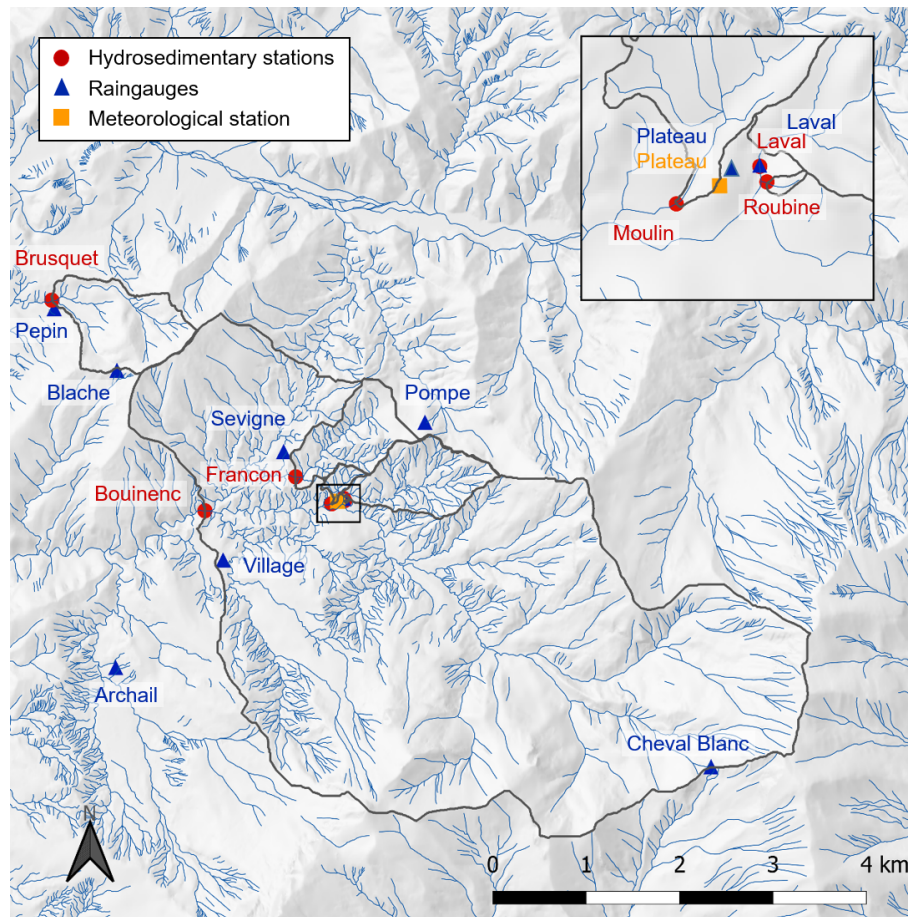 Hydrosedimentary stations
Raingauges
Meteorological station
Plateau
Plateau
Laval
Laval
Roubine
Moulin
Brusquet
Pepin
Blache
Sevigne
Pompe
Francon
Bouinenc
Village
Archail
Cheval Blanc
N
0 1 2 3 4 km